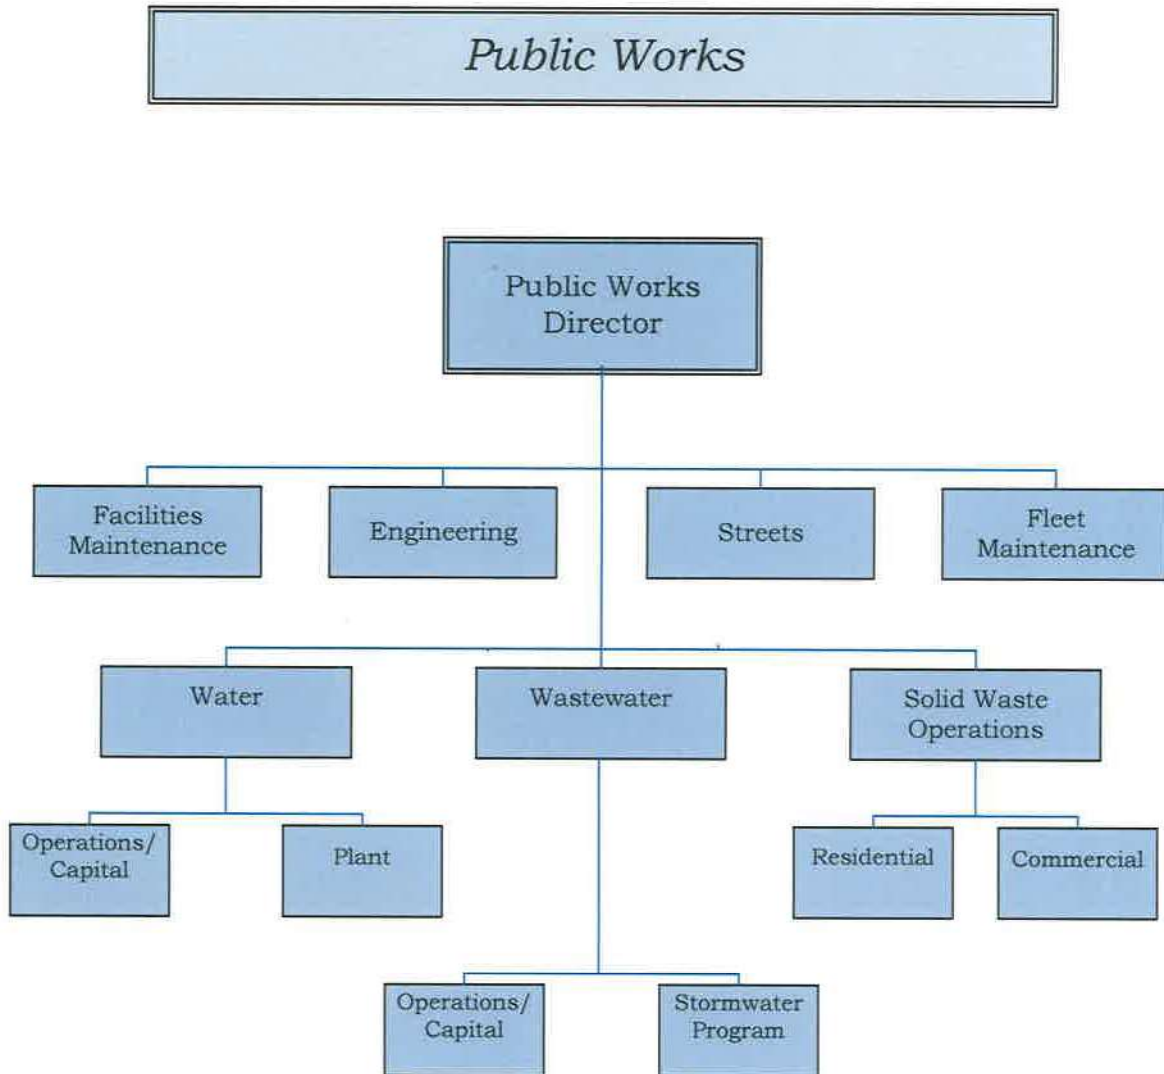 Public Works
Public Works
Director
Facilities
Maintenance
Engineering
Streets
Fleet
Maintenance
Water
Wastewater
Solid Waste
Operations
Operations/
Capital
Plant
Residential
Commercial
Operations/
Capital
Stormwater
Program